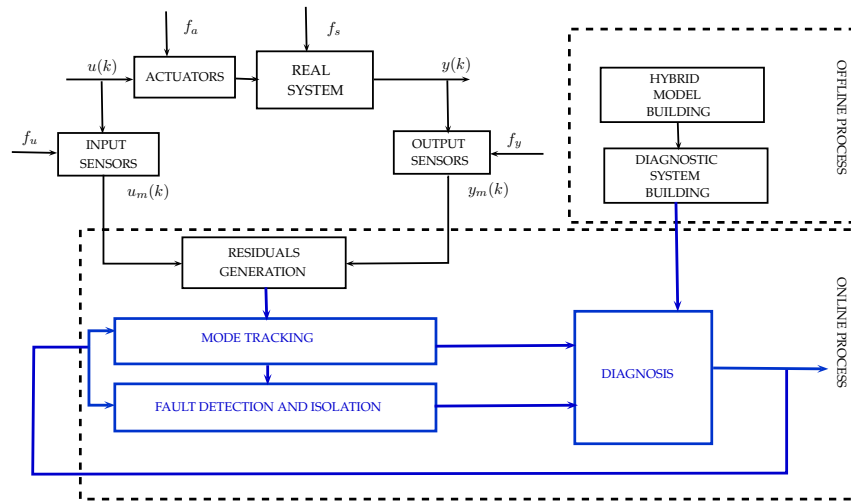 f_a
f_s
u(k)
ACTUATORS
REAL
SYSTEM
y(k)
f_u
INPUT
SENSORS
OUTPUT
SENSORS
f_y
u_m(k)
y_m(k)
HYBRID
MODEL
BUILDING
DIAGNOSTIC
SYSTEM
BUILDING
OFFLINE PROCESS
RESIDUALS
GENERATION
MODE TRACKING
FAULT DETECTION AND ISOLATION
DIAGNOSIS
ONLINE PROCESS